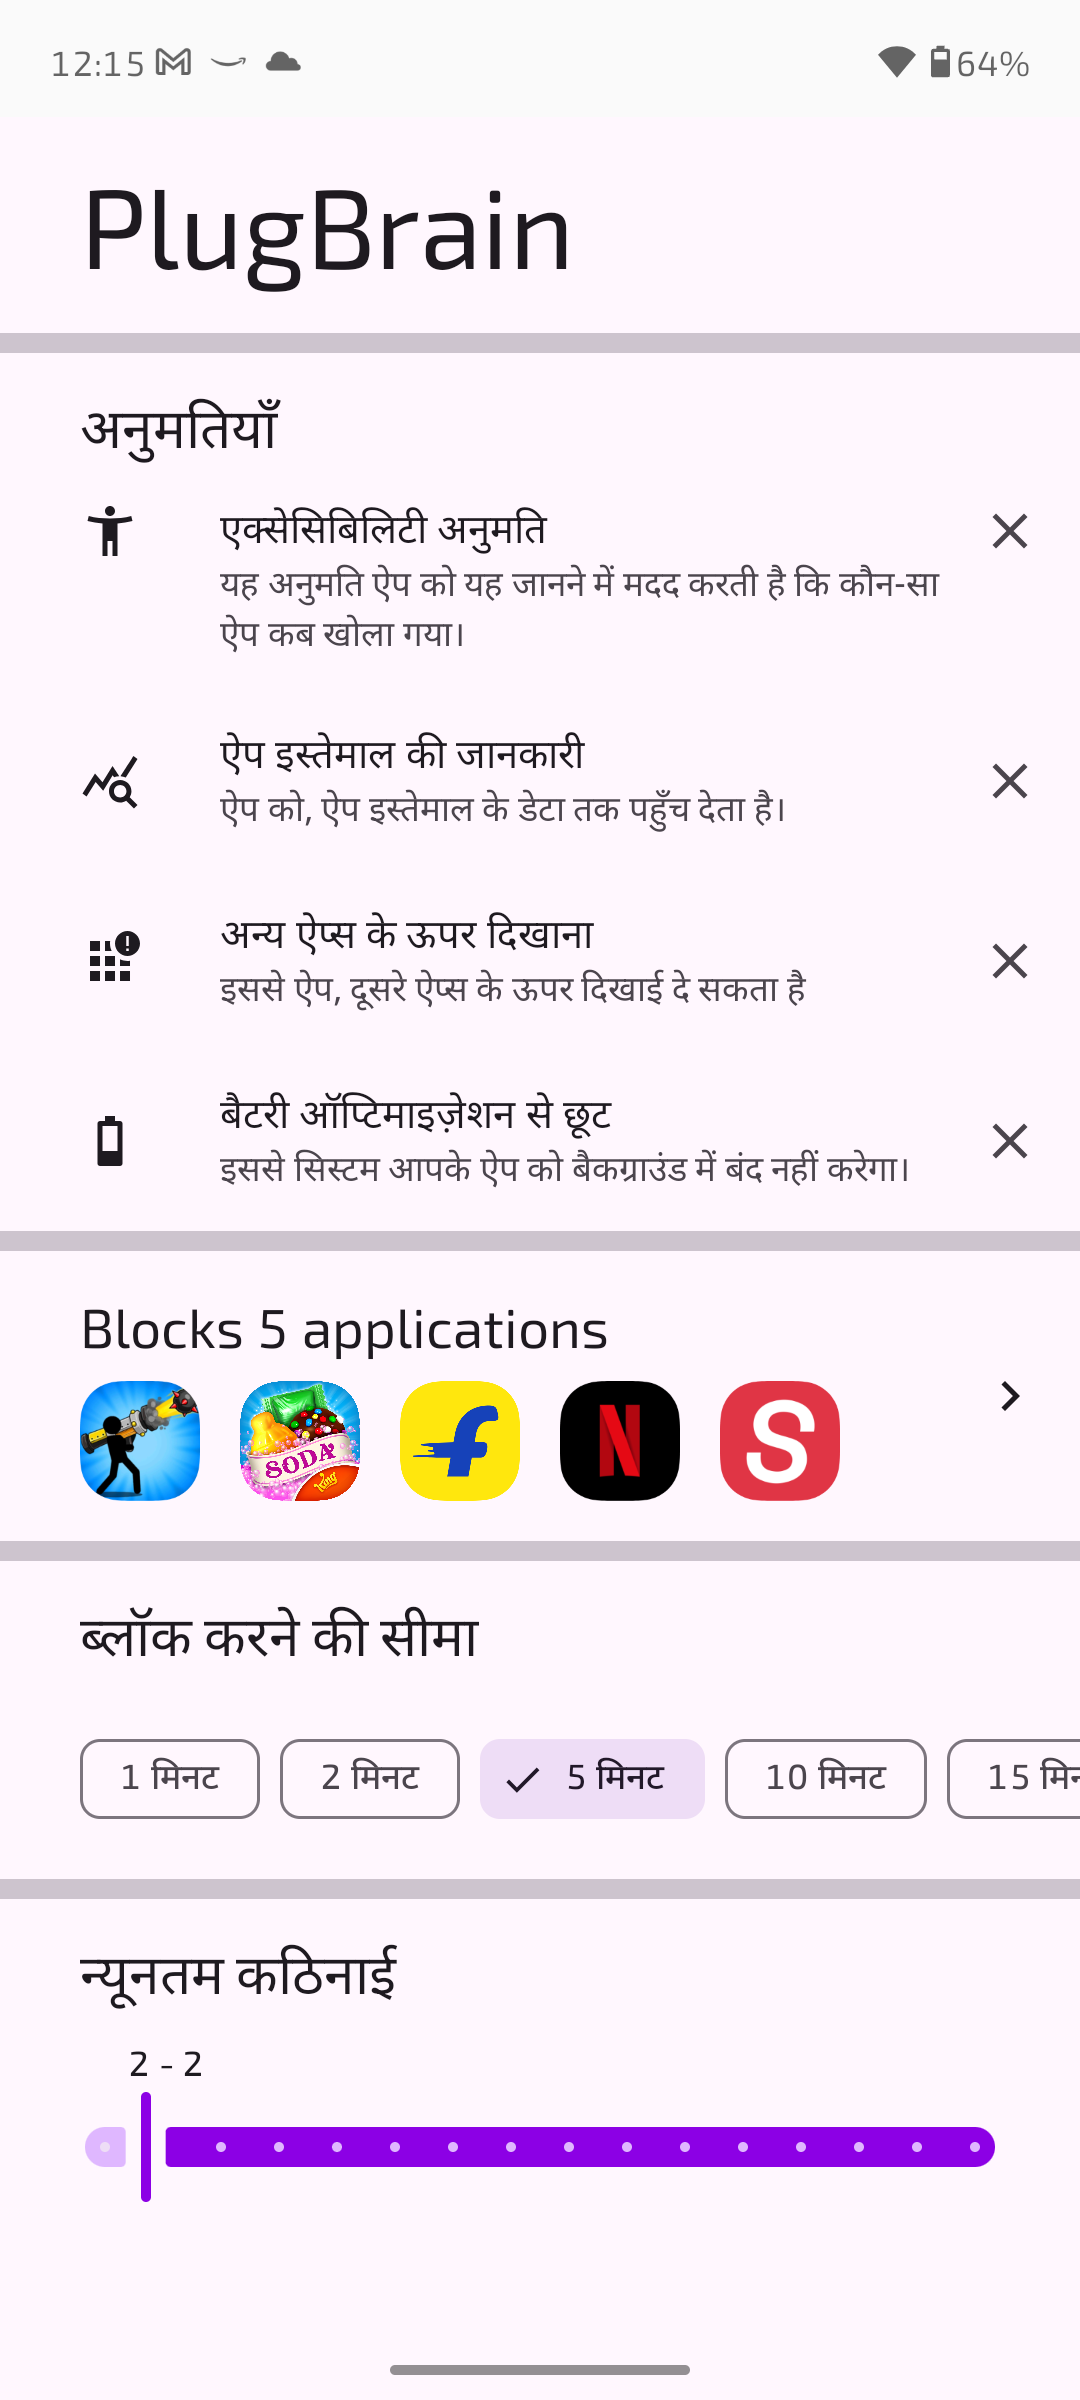 12:15
64%
PlugBrain
अनुमतियाँ
एक्सेसिबिलिटी अनुमति
यह अनुमति ऐप को यह जानने में मदद करती है कि कौन-सा
ऐप कब खोला गया।
ऐप इस्तेमाल की जानकारी
ऐप को, ऐप इस्तेमाल के डेटा तक पहुँच देता है।
अन्य ऐप्स के ऊपर दिखाना
इससे ऐप, दूसरे ऐप्स के ऊपर दिखाई दे सकता है
बैटरी ऑप्टिमाइज़ेशन से छूट
इससे सिस्टम आपके ऐप को बैकग्राउंड में बंद नहीं करेगा।
Blocks 5 applications
SODA
King
f
N
S
ब्लॉक करने की सीमा
1 मिनट
2 मिनट
5 मिनट
10 मिनट
15 मि
न्यूनतम कठिनाई
2 - 2